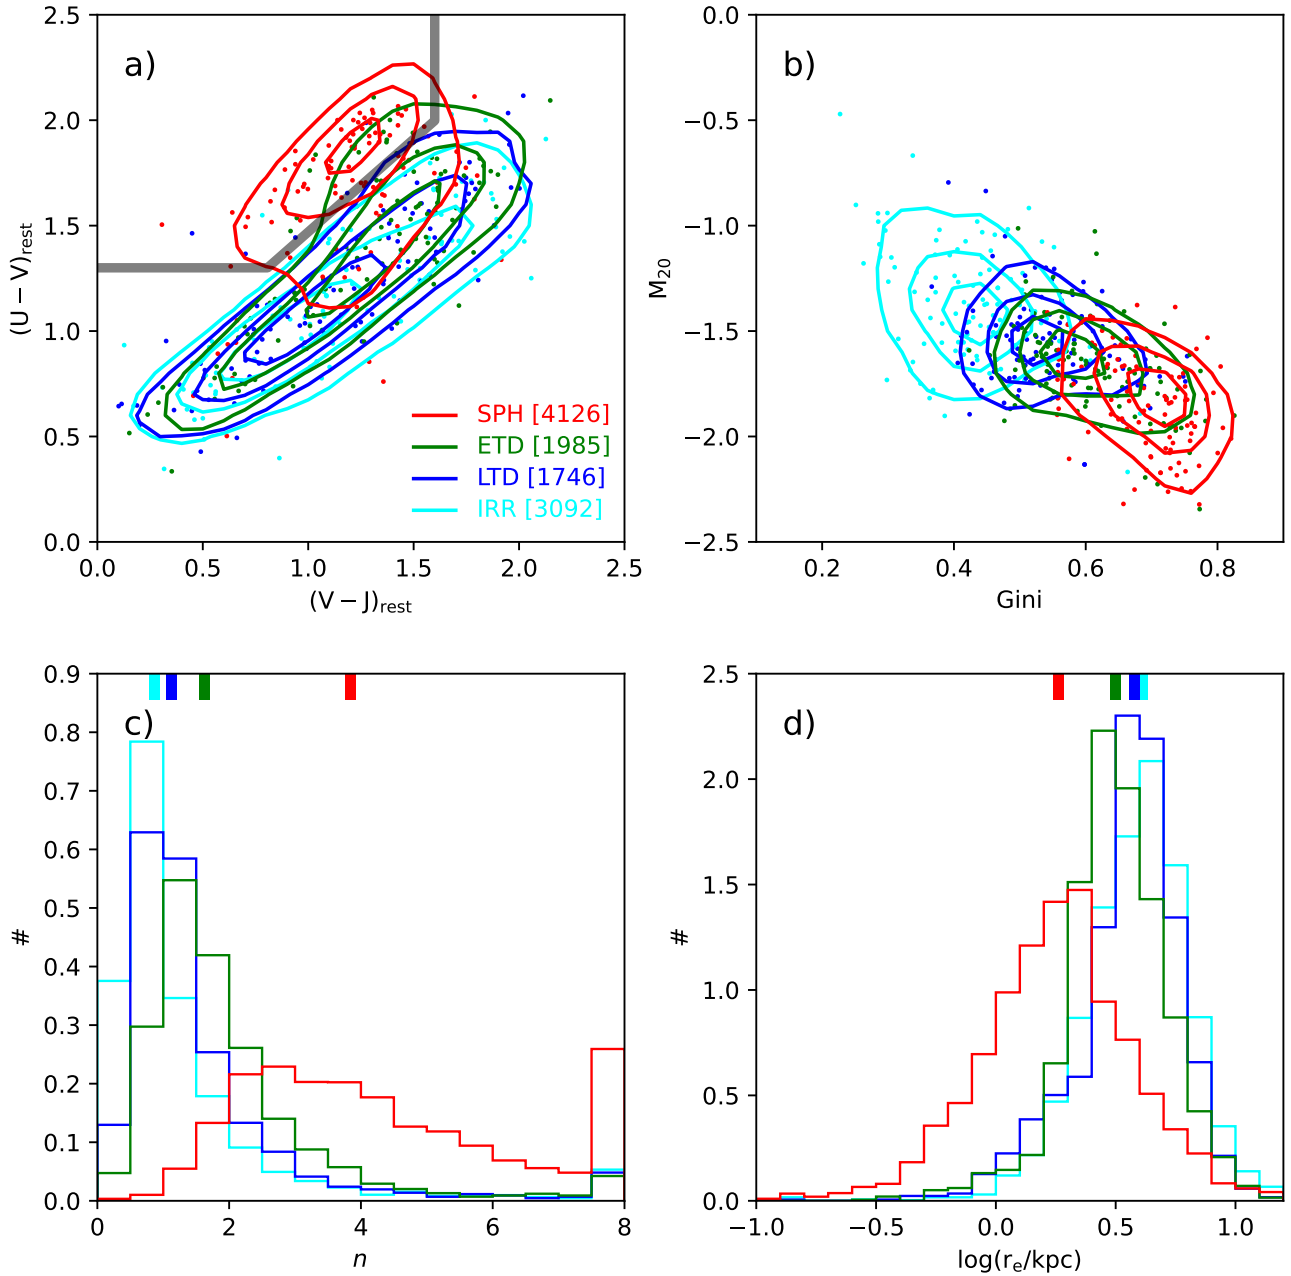 a)
2.5
2.0
1.5
1.0
0.5
0.0
(U − V)rest
0.0 0.5 1.0 1.5 2.0 2.5
(V − J)rest
SPH [4126]
ETD [1985]
LTD [1746]
IRR [3092]
b)
0.0
−0.5
−1.0
−1.5
−2.0
−2.5
M20
0.2 0.4 0.6 0.8
Gini
c)
0.9
0.8
0.7
0.6
0.5
0.4
0.3
0.2
0.1
0.0
#
0 2 4 6 8
n
d)
2.5
2.0
1.5
1.0
0.5
0.0
#
−1.0 −0.5 0.0 0.5 1.0
log(re/kpc)